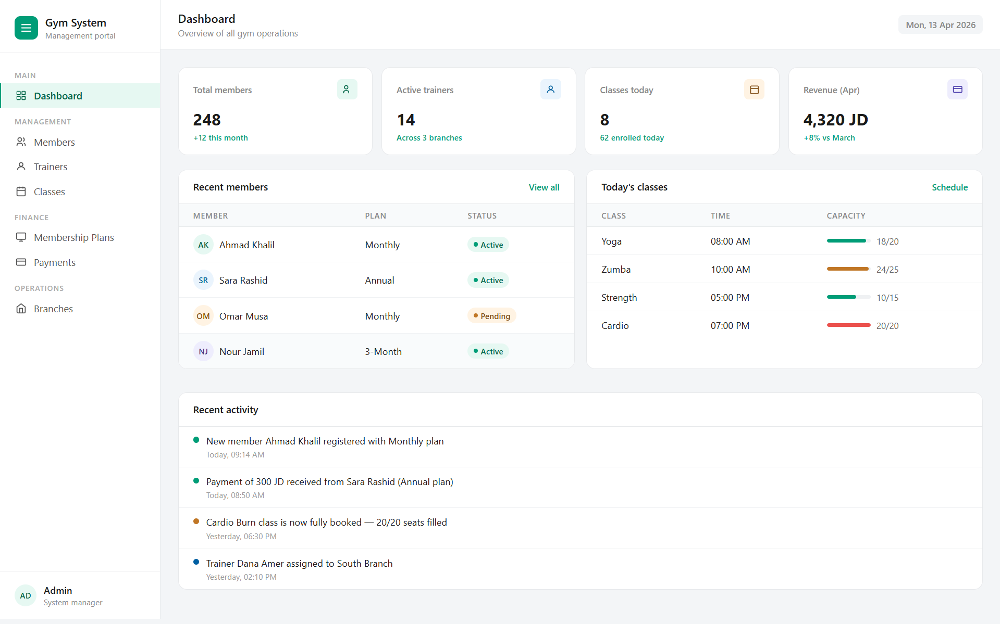 Gym System
Management portal
MAIN
Dashboard
MANAGEMENT
Members
Trainers
Classes
FINANCE
Membership Plans
Payments
OPERATIONS
Branches
AD
Admin
System manager
Dashboard
Overview of all gym operations
Mon, 13 Apr 2026
Total members
248
+12 this month
Active trainers
14
Across 3 branches
Classes today
8
62 enrolled today
Revenue (Apr)
4,320 JD
+8% vs March
Recent members View all
MEMBER PLAN STATUS
AK Ahmad Khalil Monthly Active
SR Sara Rashid Annual Active
OM Omar Musa Monthly Pending
NJ Nour Jamil 3-Month Active
Today's classes Schedule
CLASS TIME CAPACITY
Yoga 08:00 AM 18/20
Zumba 10:00 AM 24/25
Strength 05:00 PM 10/15
Cardio 07:00 PM 20/20
Recent activity
New member Ahmad Khalil registered with Monthly plan
Today, 09:14 AM
Payment of 300 JD received from Sara Rashid (Annual plan)
Today, 08:50 AM
Cardio Burn class is now fully booked — 20/20 seats filled
Yesterday, 06:30 PM
Trainer Dana Amer assigned to South Branch
Yesterday, 02:10 PM